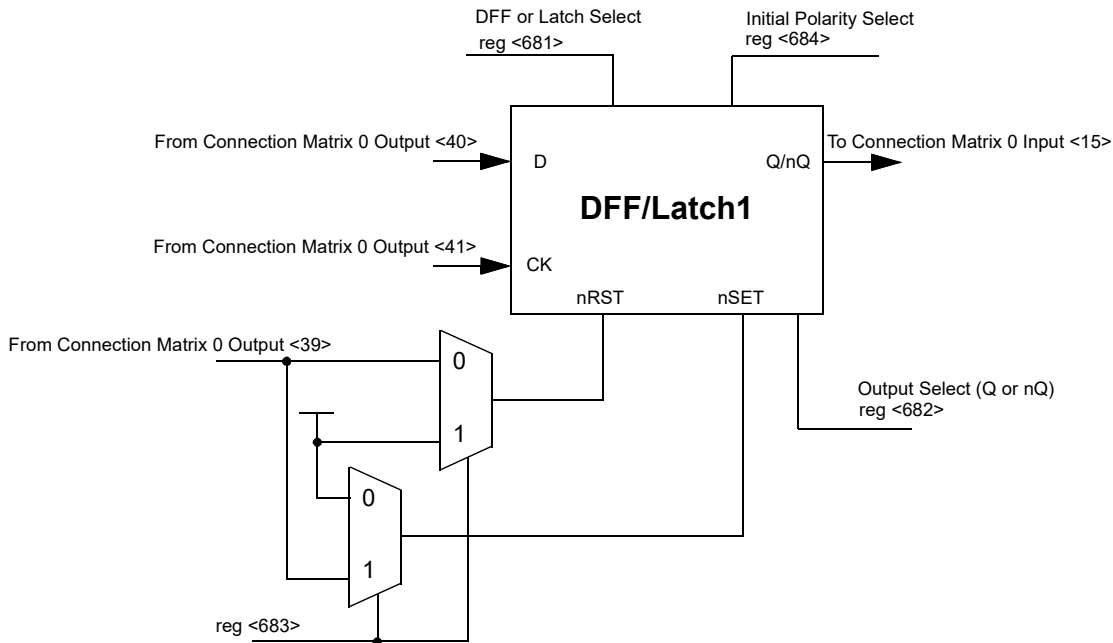 DFF or Latch Select
reg <681>
Initial Polarity Select
reg <684>
From Connection Matrix 0 Output <40>
D
Q/nQ
To Connection Matrix 0 Input <15>
DFF/Latch1
From Connection Matrix 0 Output <41>
CK
nRST
nSET
From Connection Matrix 0 Output <39>
0
1
Output Select (Q or nQ)
reg <682>
0
1
reg <683>